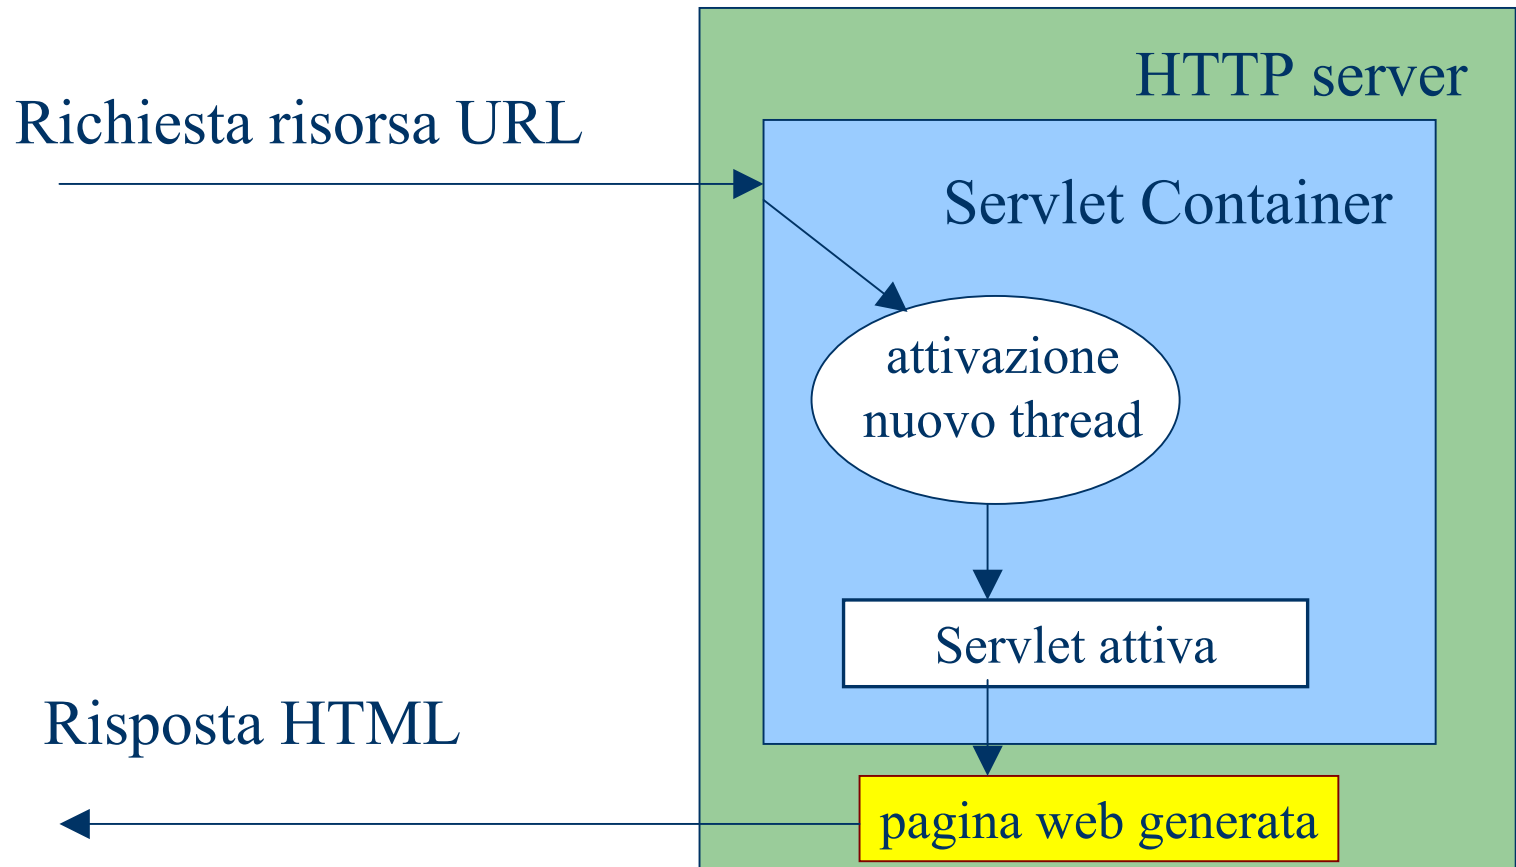 HTTP server
Richiesta risorsa URL
Servlet Container
attivazione
nuovo thread
Servlet attiva
Risposta HTML
pagina web generata